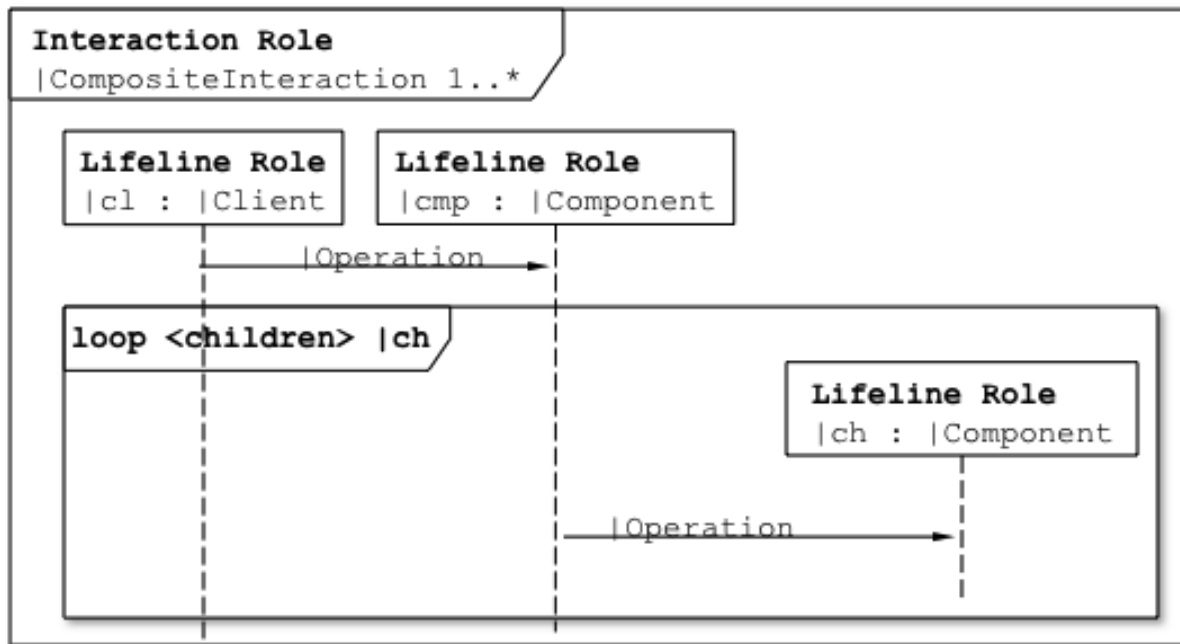 Interaction Role
|CompositeInteraction 1..*
Lifeline Role
|cl : |Client
Lifeline Role
|cmp : |Component
|Operation
loop <children> |ch
Lifeline Role
|ch : |Component
|Operation